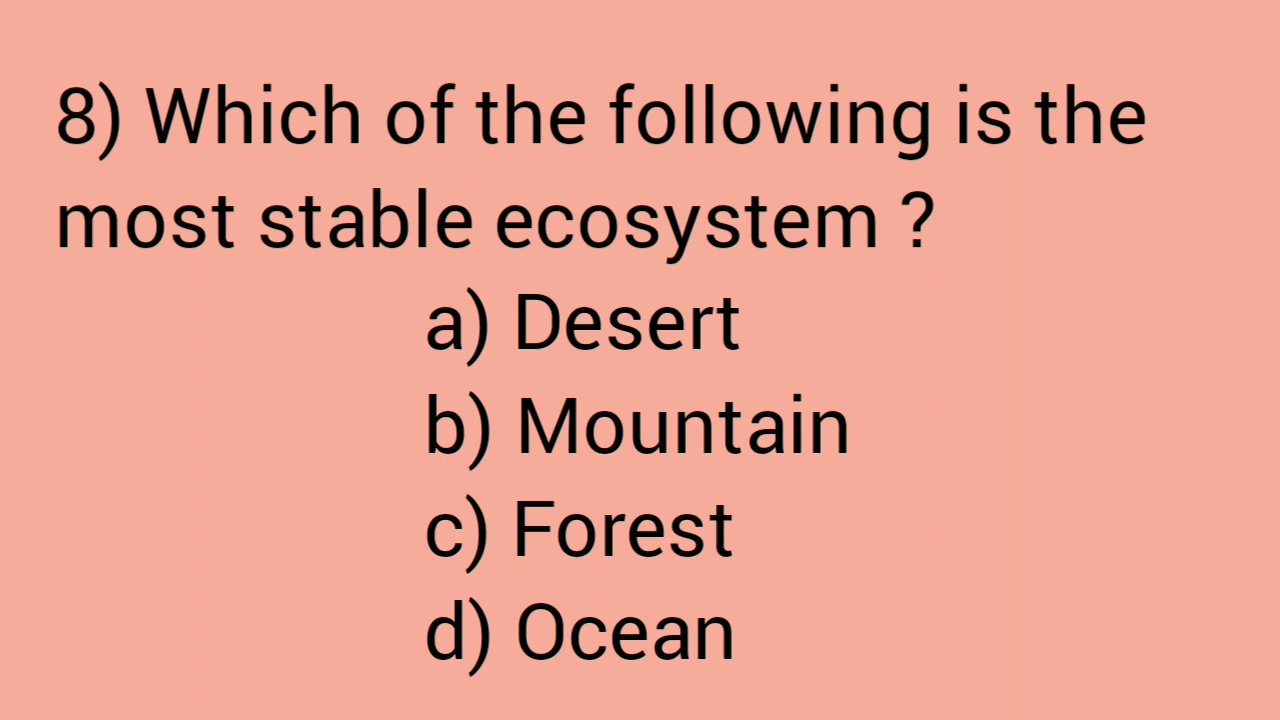 8) Which of the following is the
most stable ecosystem ?
a) Desert
b) Mountain
c) Forest
d) Ocean